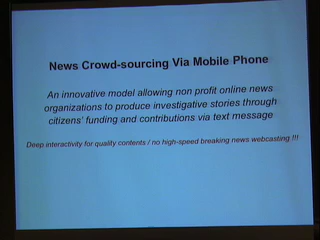 News Crowd-sourcing Via Mobile Phone
An innovative model allowing non profit online news
organizations to produce investigative stories through
citizens' funding and contributions via text message
Deep interactivity for quality contents / no high-speed breaking news webcasting !!!